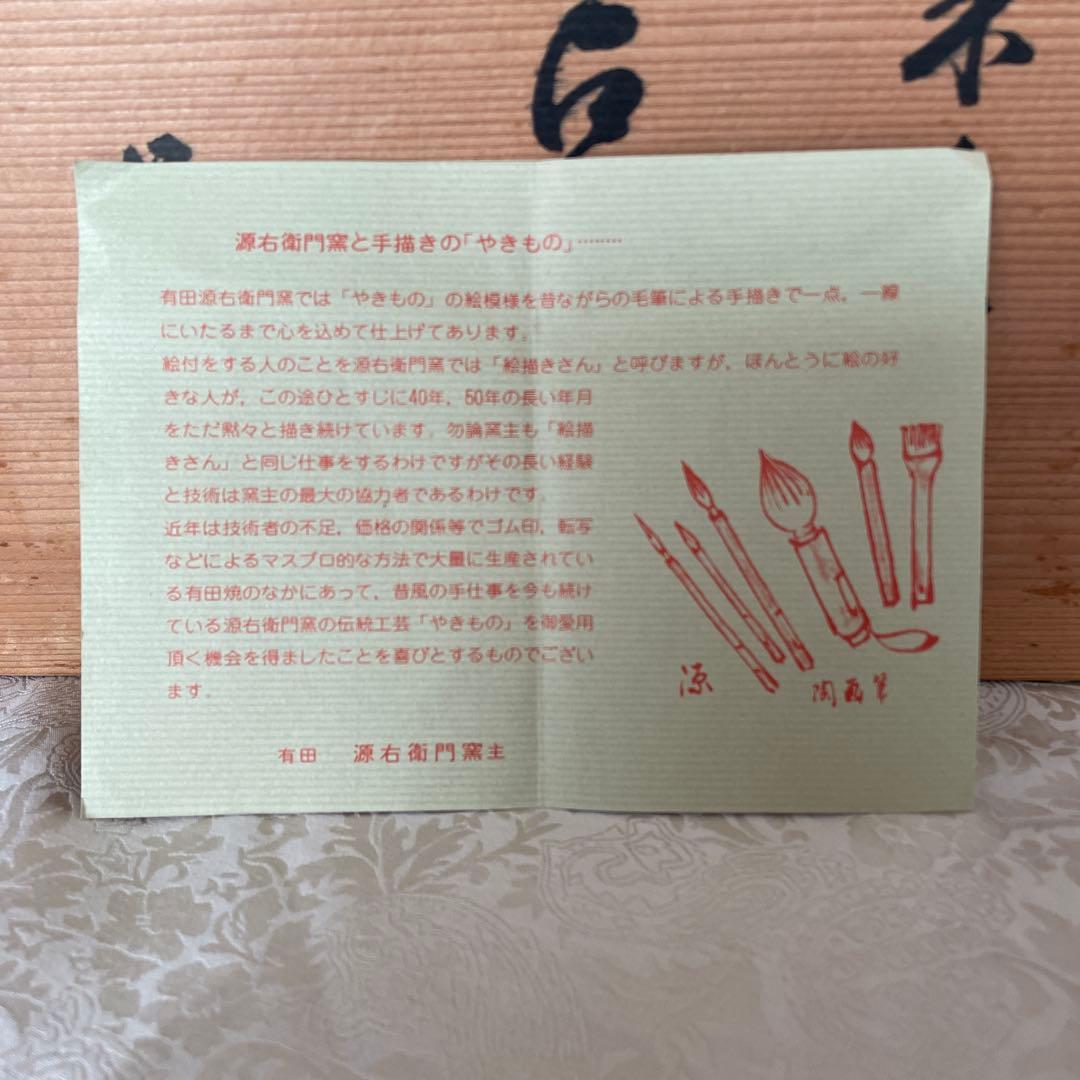 源右衛門窯と手描きの「やきもの」………
有田源右衛門窯では「やきもの」の絵模様を昔ながらの毛筆による手描きで一点，一線
にいたるまで心を込めて仕上げてあります。
絵付をする人のことを源右衛門窯では「絵描きさん」と呼びますが，ほんとうに絵の好
きな人が，この途ひとすじに40年，50年の長い年月
をただ黙々と描き続けています。勿論窯主も「絵描
きさん」と同じ仕事をするわけですがその長い経験
と技術は窯主の最大の協力者であるわけです。
近年は技術者の不足，価格の関係等でゴム印，転写
などによるマスプロ的な方法で大量に生産されてい
る有田焼のなかにあって，昔風の手仕事を今も続け
ている源右衛門窯の伝統工芸「やきもの」を御愛用
頂く機会を得ましたことを喜びとするものでござい
ます。
有田　源右衛門窯主
源
陶画筆